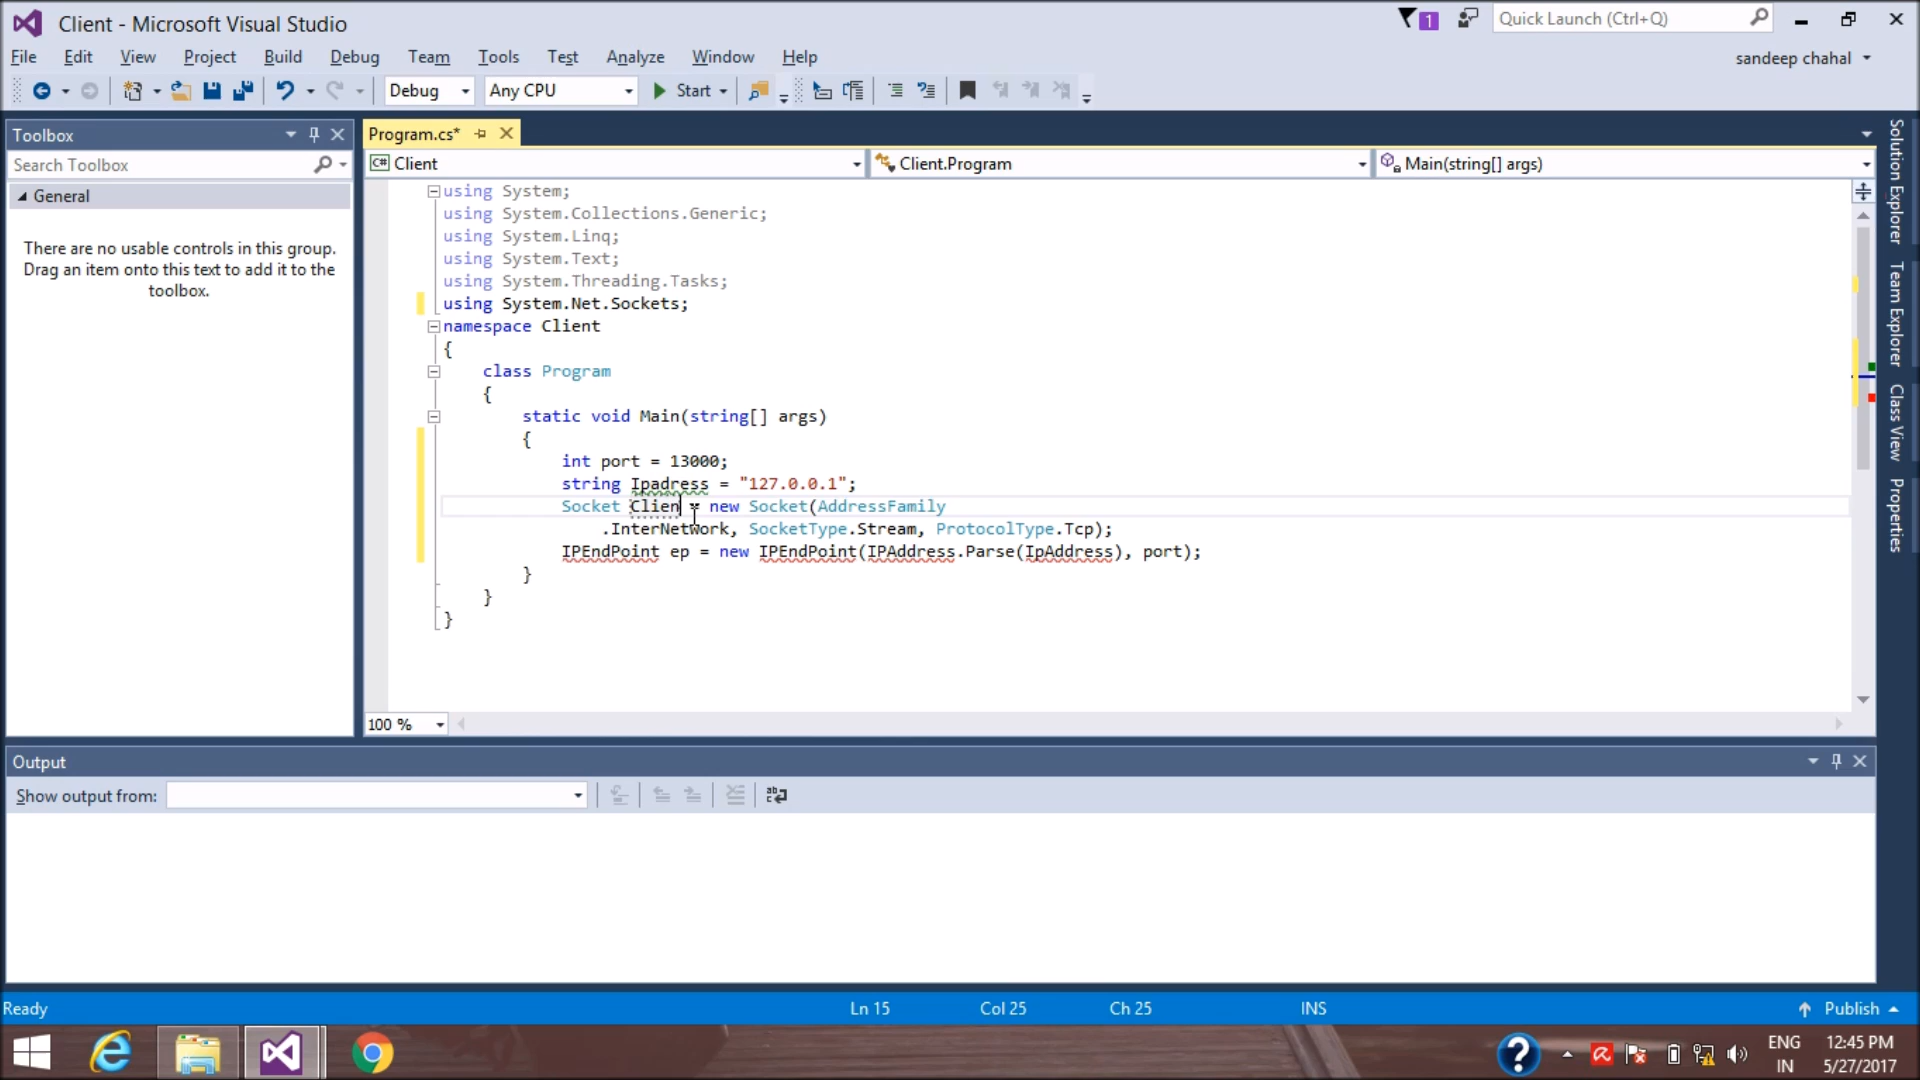 Client - Microsoft Visual Studio
1
Quick Launch (Ctrl+Q)
File Edit View Project Build Debug Team Tools Test Analyze Window Help
sandeep chahal
Debug Any CPU Start
Toolbox
Search Toolbox
General
There are no usable controls in this group.
Drag an item onto this text to add it to the
toolbox.
Program.cs*
C# Client
Client.Program
Main(string[] args)
using System;
using System.Collections.Generic;
using System.Linq;
using System.Text;
using System.Threading.Tasks;
using System.Net.Sockets;
namespace Client
{
class Program
{
static void Main(string[] args)
{
int port = 13000;
string Ipadress = "127.0.0.1";
Socket Clien = new Socket(AddressFamily
.InterNetwork, SocketType.Stream, ProtocolType.Tcp);
IPEndPoint ep = new IPEndPoint(IPAddress.Parse(IpAddress), port);
}
}
}
100 %
Solution Explorer
Team Explorer
Class View
Properties
Output
Show output from:
Ready
Ln 15
Col 25
Ch 25
INS
Publish
ENG
IN
12:45 PM
5/27/2017